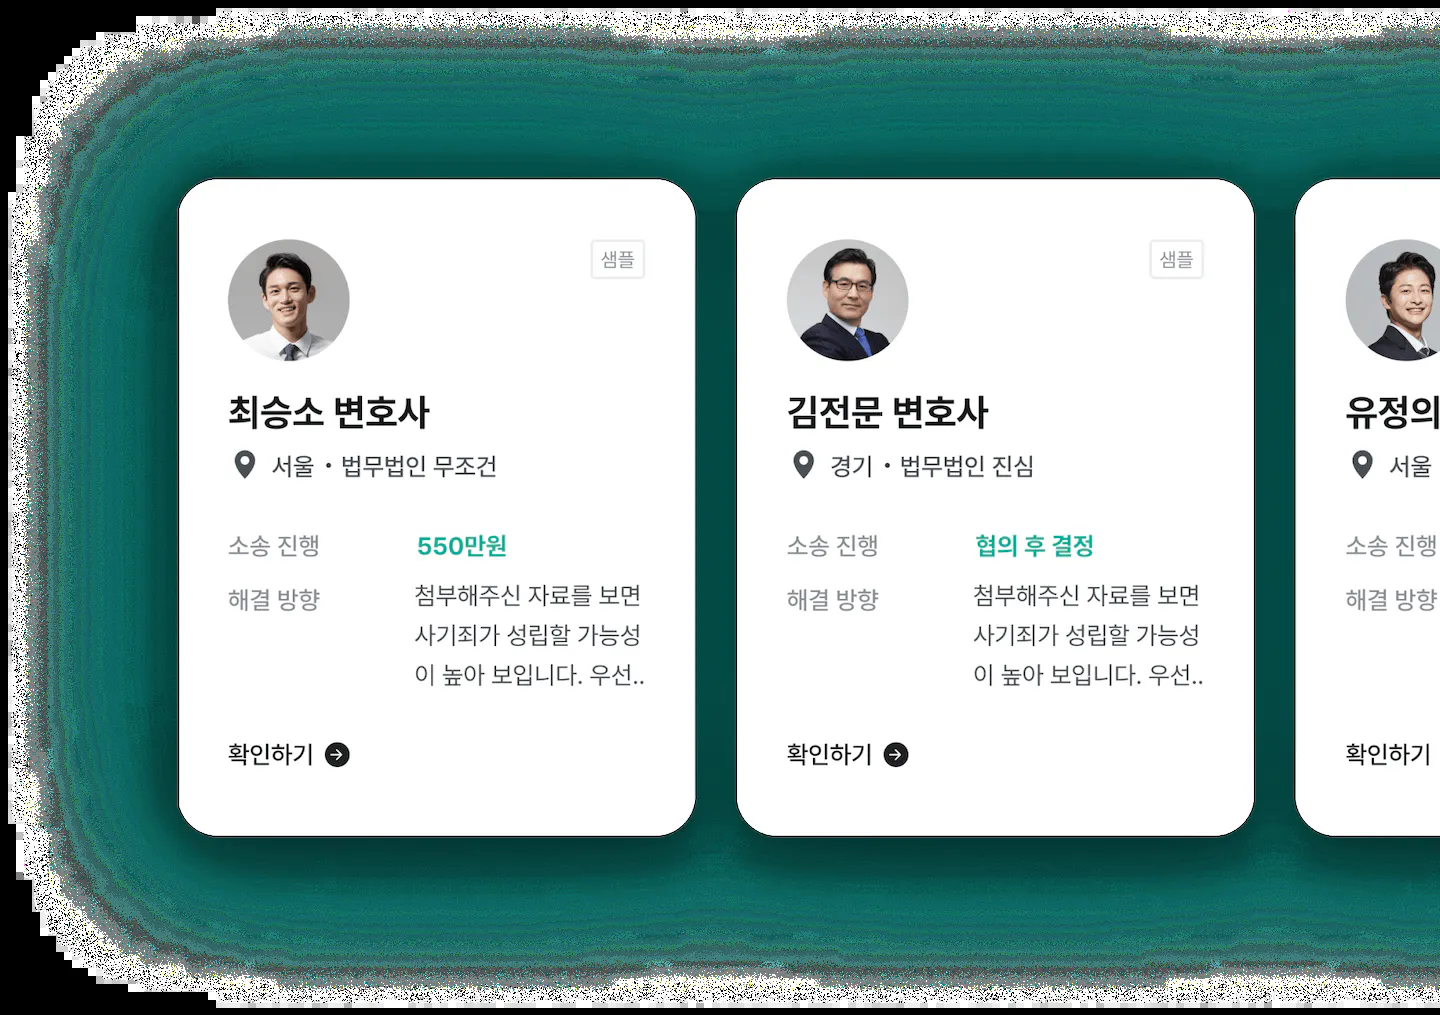 샘플
최승소 변호사
서울 • 법무법인 무조건
소송 진행 550만원
해결 방향 첨부해주신 자료를 보면
사기죄가 성립할 가능성
이 높아 보입니다. 우선..
확인하기
샘플
김전문 변호사
경기 • 법무법인 진심
소송 진행 협의 후 결정
해결 방향 첨부해주신 자료를 보면
사기죄가 성립할 가능성
이 높아 보입니다. 우선..
확인하기
유정의
서울
소송 진행
해결 방향
확인하기